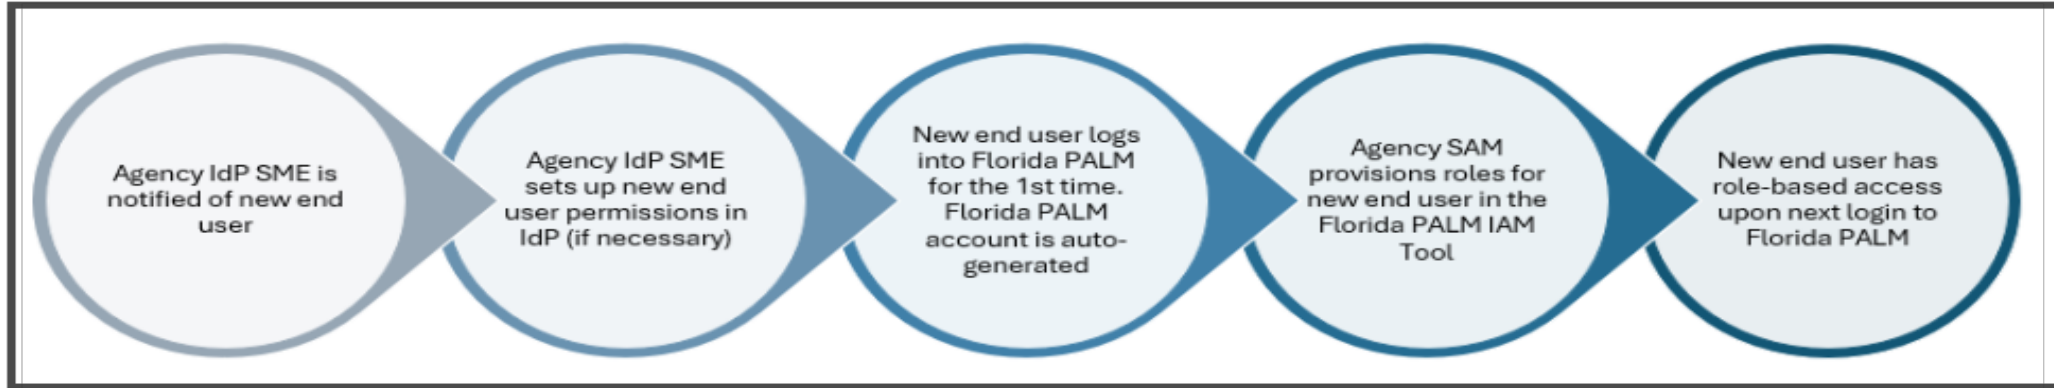 Agency IdP SME is
notified of new end
user
Agency IdP SME
sets up new end
user permissions in
IdP (if necessary)
New end user logs
into Florida PALM
for the 1st time.
Florida PALM
account is auto-
generated
Agency SAM
provisions roles for
new end user in the
Florida PALM IAM
Tool
New end user has
role-based access
upon next login to
Florida PALM